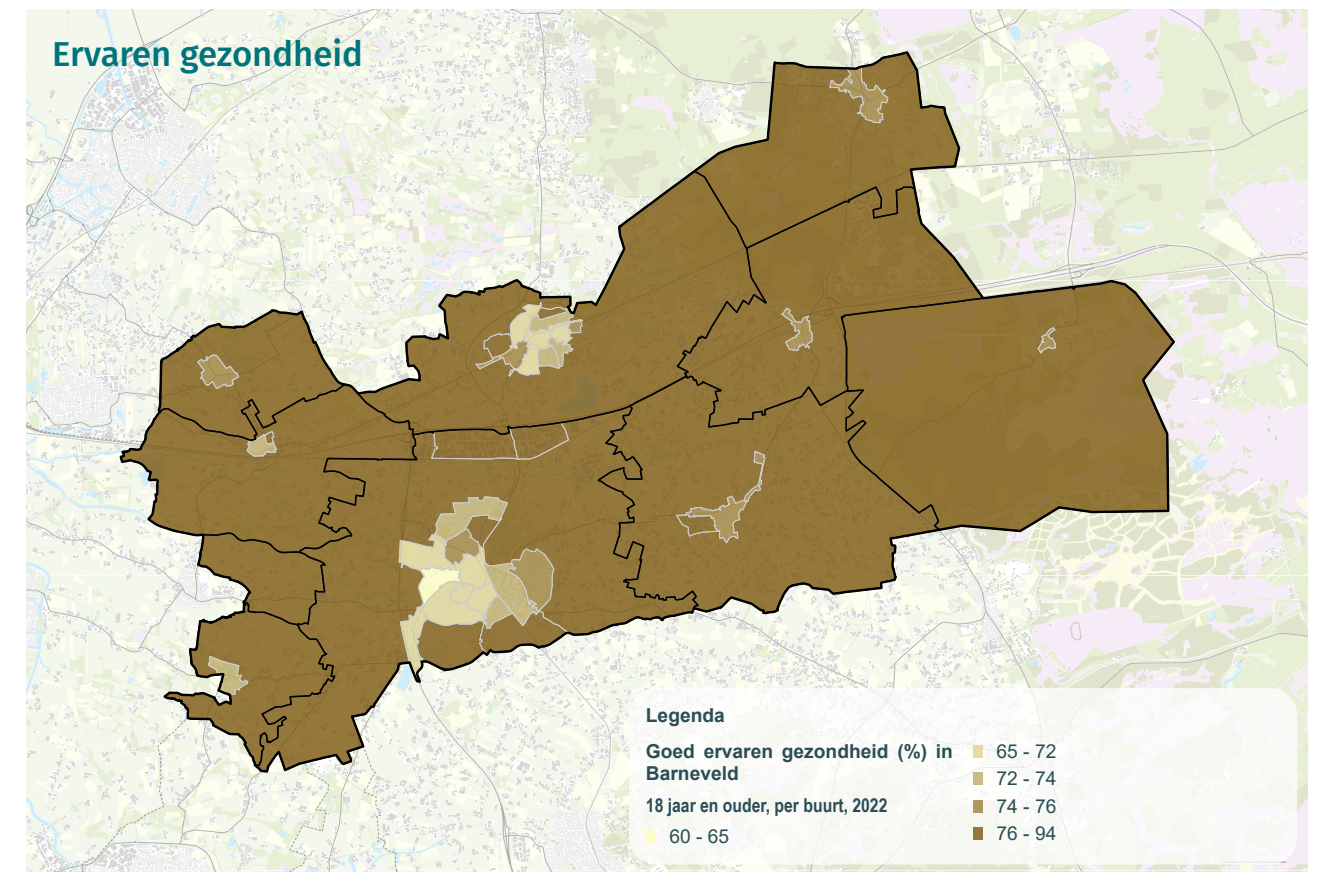 Ervaren gezondheid
Legenda
Goed ervaren gezondheid (%) in
Barneveld
18 jaar en ouder, per buurt, 2022
60 - 65
65 - 72
72 - 74
74 - 76
76 - 94